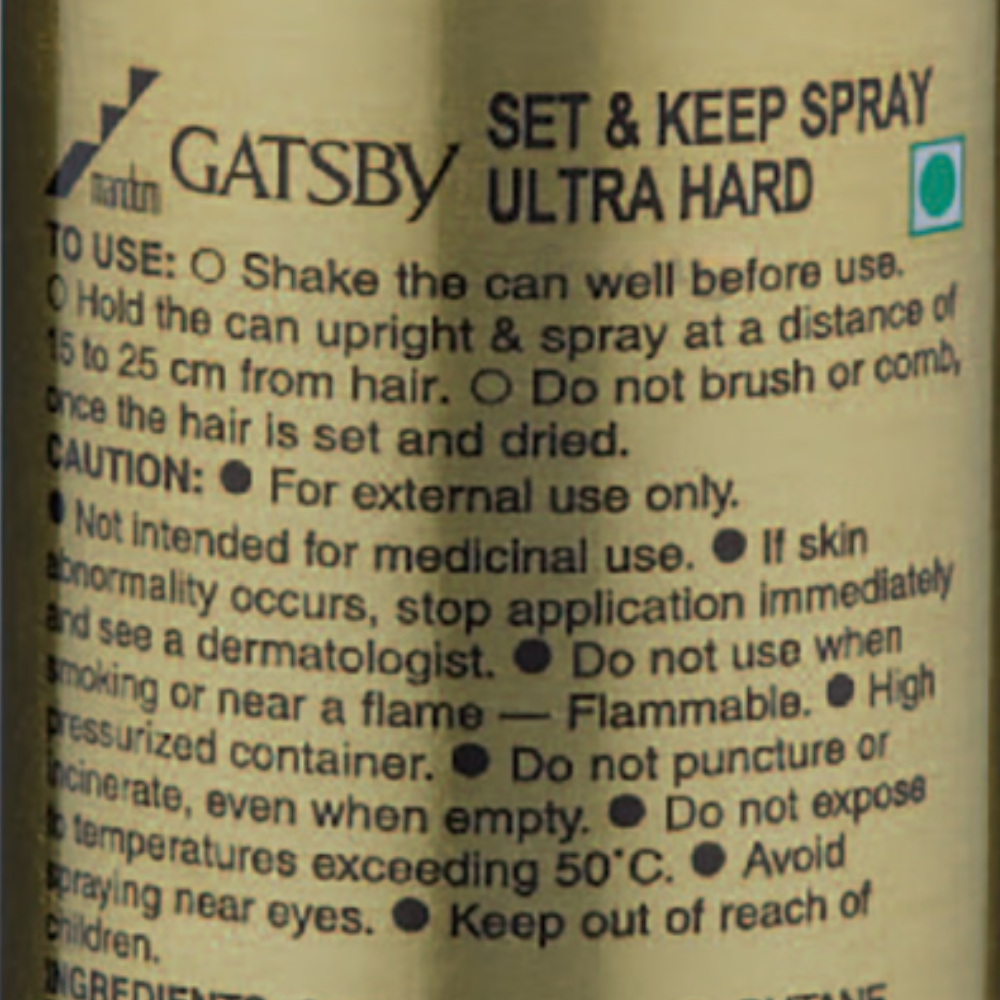 mandom GATSBY SET & KEEP SPRAY
ULTRA HARD
TO USE: ○ Shake the can well before use.
○ Hold the can upright & spray at a distance of
15 to 25 cm from hair. ○ Do not brush or comb,
once the hair is set and dried.
CAUTION: ● For external use only.
● Not intended for medicinal use. ● If skin
abnormality occurs, stop application immediately
and see a dermatologist. ● Do not use when
smoking or near a flame — Flammable. ● High
pressurized container. ● Do not puncture or
incinerate, even when empty. ● Do not expose
to temperatures exceeding 50°C. ● Avoid
spraying near eyes. ● Keep out of reach of
children.